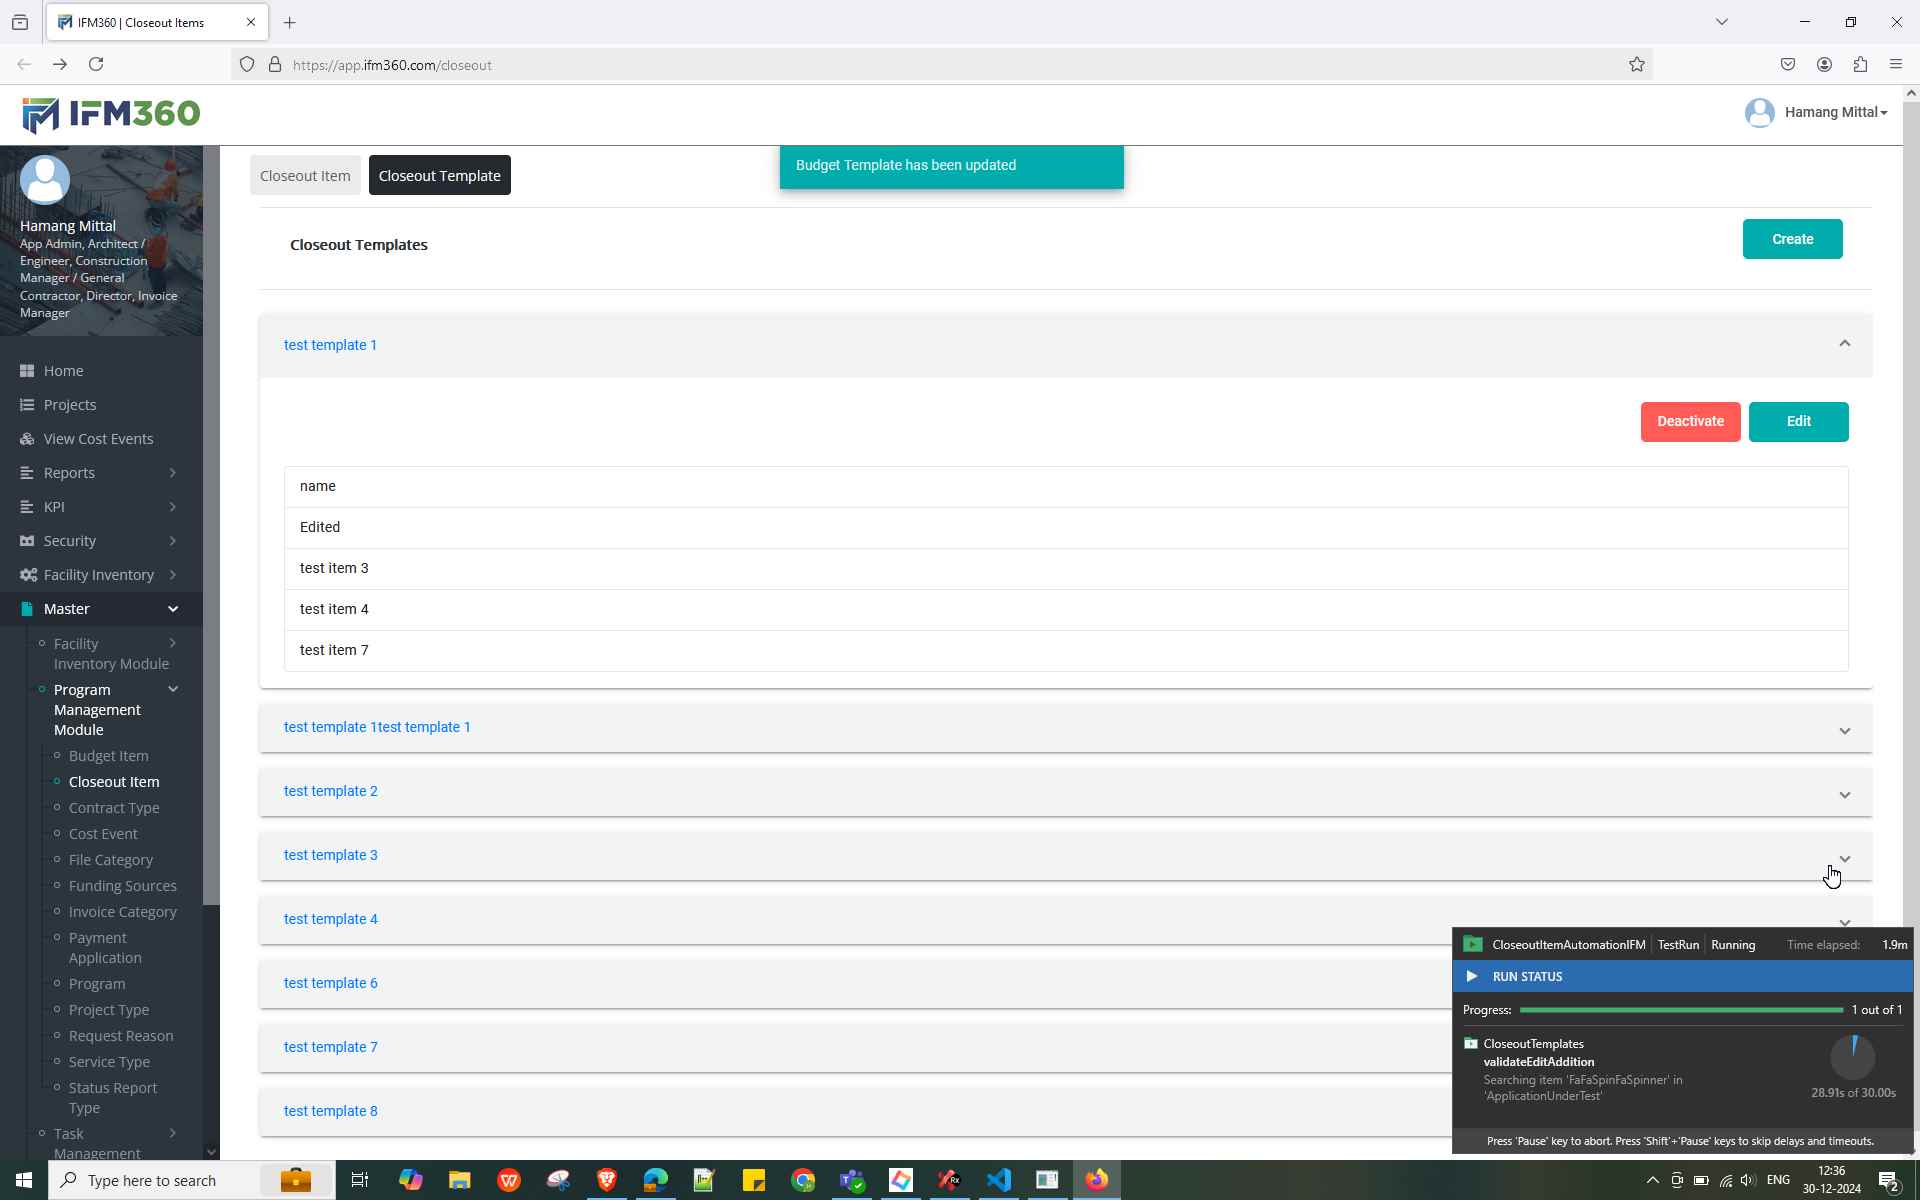 IFM360 | Closeout Items
https://app.ifm360.com/closeout
IFM360
Hamang Mittal
Hamang Mittal
App Admin, Architect /
Engineer, Construction
Manager / General
Contractor, Director, Invoice
Manager
Home
Projects
View Cost Events
Reports
KPI
Security
Facility Inventory
Master
Facility
Inventory Module
Program
Management
Module
Budget Item
Closeout Item
Contract Type
Cost Event
File Category
Funding Sources
Invoice Category
Payment
Application
Program
Project Type
Request Reason
Service Type
Status Report
Type
Task
Management
Closeout Item
Closeout Template
Budget Template has been updated
Closeout Templates
Create
test template 1
Deactivate
Edit
name
Edited
test item 3
test item 4
test item 7
test template 1test template 1
test template 2
test template 3
test template 4
test template 6
test template 7
test template 8
CloseoutItemAutomationIFM TestRun Running Time elapsed: 1.9m
RUN STATUS
Progress: 1 out of 1
CloseoutTemplates
validateEditAddition
Searching item 'FaFaSpinFaSpinner' in
'ApplicationUnderTest'
28.91s of 30.00s
Press 'Pause' key to abort. Press 'Shift'+'Pause' keys to skip delays and timeouts.
Type here to search
Rx
ENG
12:36
30-12-2024
2